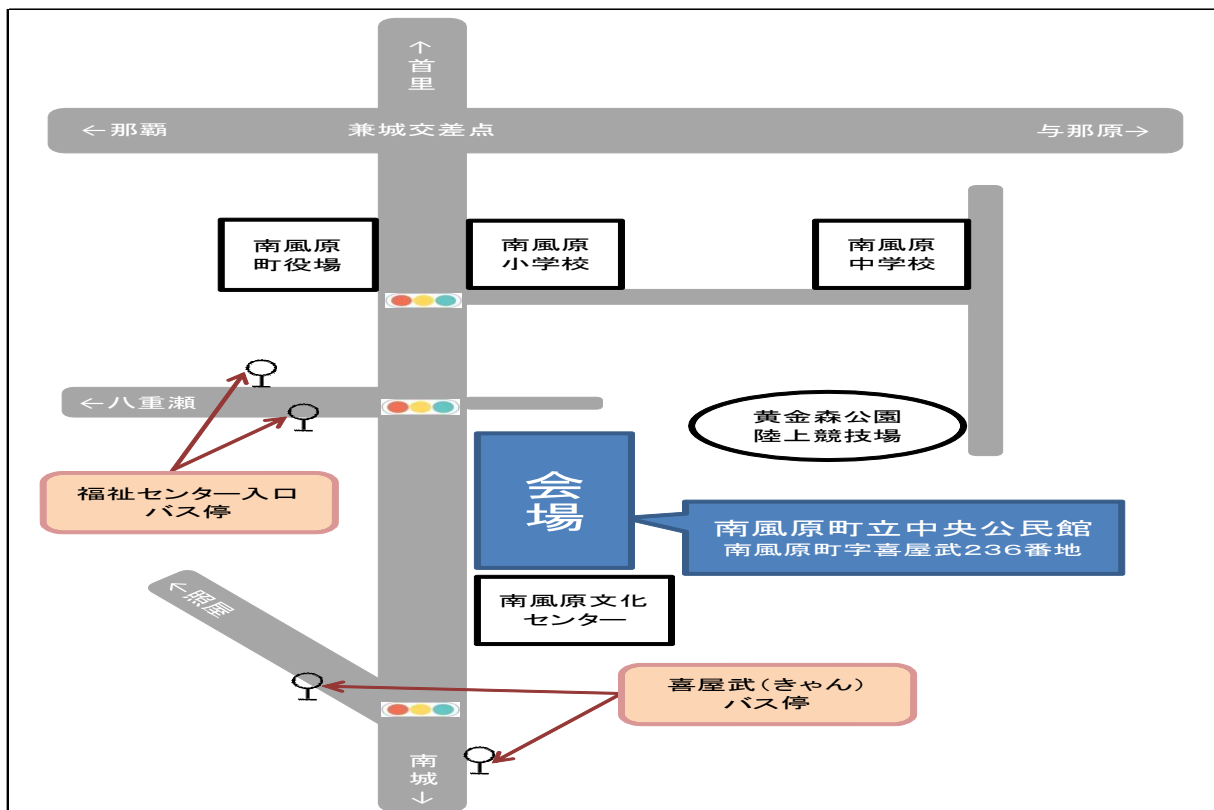 ↑首里
←那覇
兼城交差点
与那原→
南風原
町役場
南風原
小学校
南風原
中学校
←八重瀬
黄金森公園
陸上競技場
福祉センター入口
バス停
会場
南風原町立中央公民館
南風原町字喜屋武236番地
←照屋
南風原文化
センター
喜屋武(きゃん)
バス停
南城↓